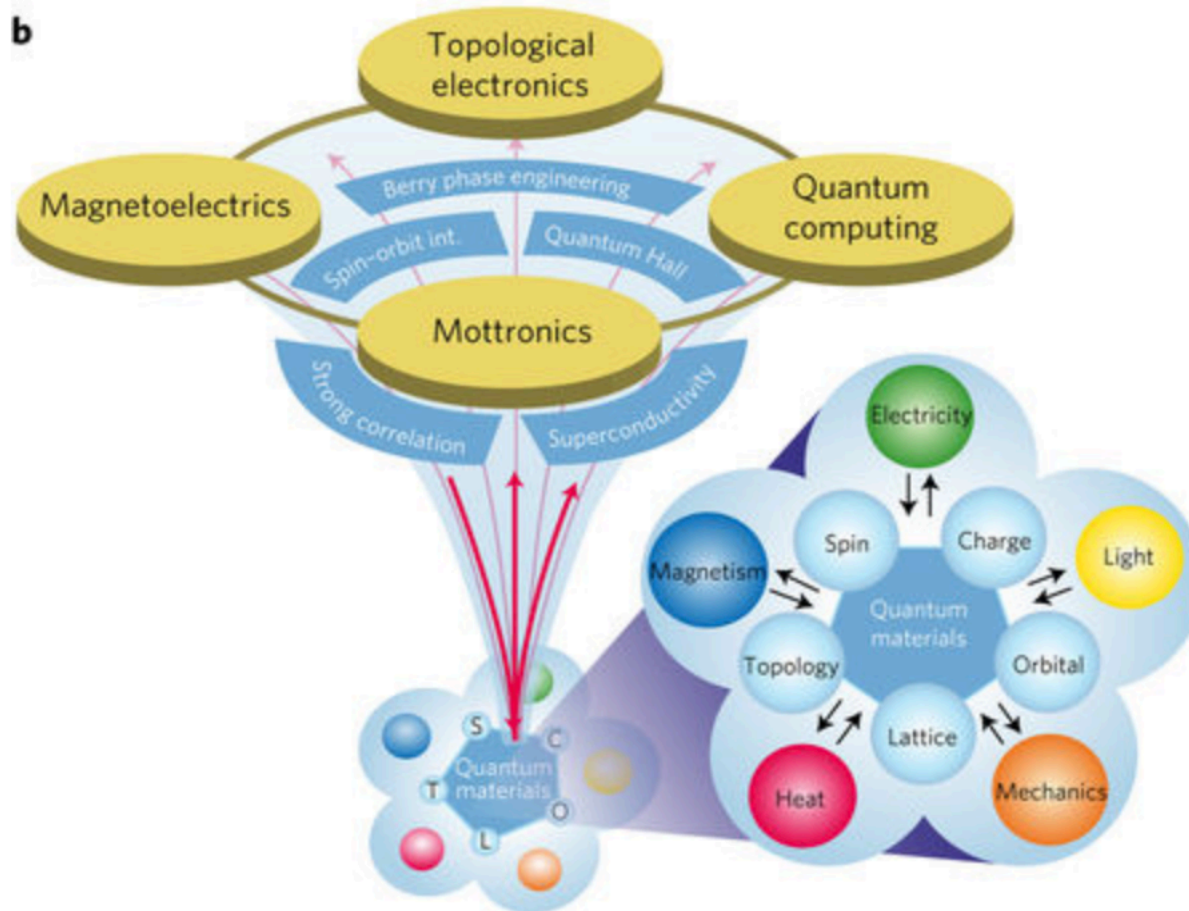 b
Topological
electronics
Magnetoelectrics
Berry phase engineering
Quantum
computing
Spin–orbit int.
Quantum Hall
Mottronics
Strong correlation
Superconductivity
Electricity
Spin
Charge
Magnetism
Light
Quantum
materials
Topology
Orbital
Lattice
Heat
Mechanics
S
C
Quantum
materials
T
O
L